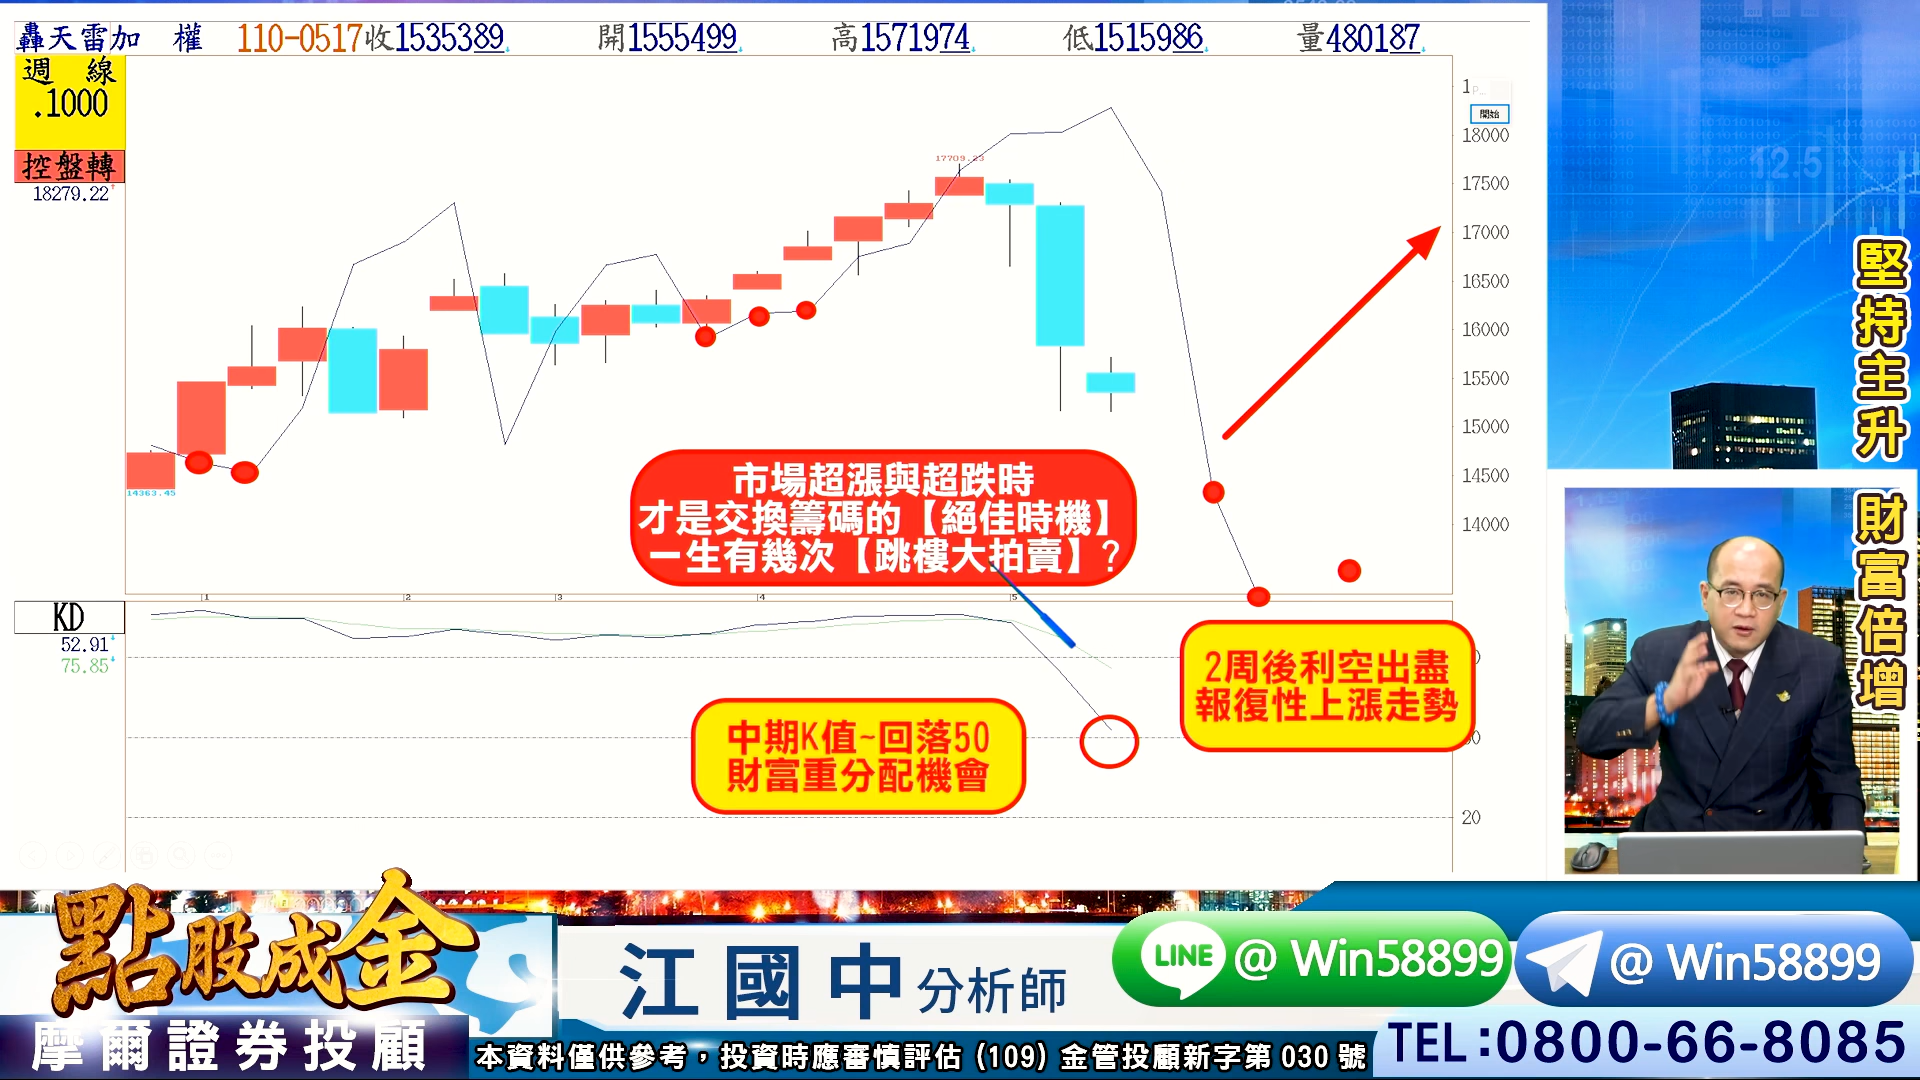 轟天雷加 權 110-0517收1535389 開1555499 高1571974 低1515986 量480187
週 線
.1000
控盤轉
18279.22
17709.23
14363.45
開始
18000
17500
17000
16500
16000
15500
15000
14500
14000
市場超漲與超跌時
才是交換籌碼的【絕佳時機】
一生有幾次【跳樓大拍賣】?
1 2 3 4 5
KD
52.91
75.85
20
中期K值~回落50
財富重分配機會
2周後利空出盡
報復性上漲走勢
12.5
堅持主升 財富倍增
點股成金
摩爾證券投顧
江國中 分析師
LINE @ Win58899
@ Win58899
TEL:0800-66-8085
本資料僅供參考，投資時應審慎評估 (109) 金管投顧新字第 030 號